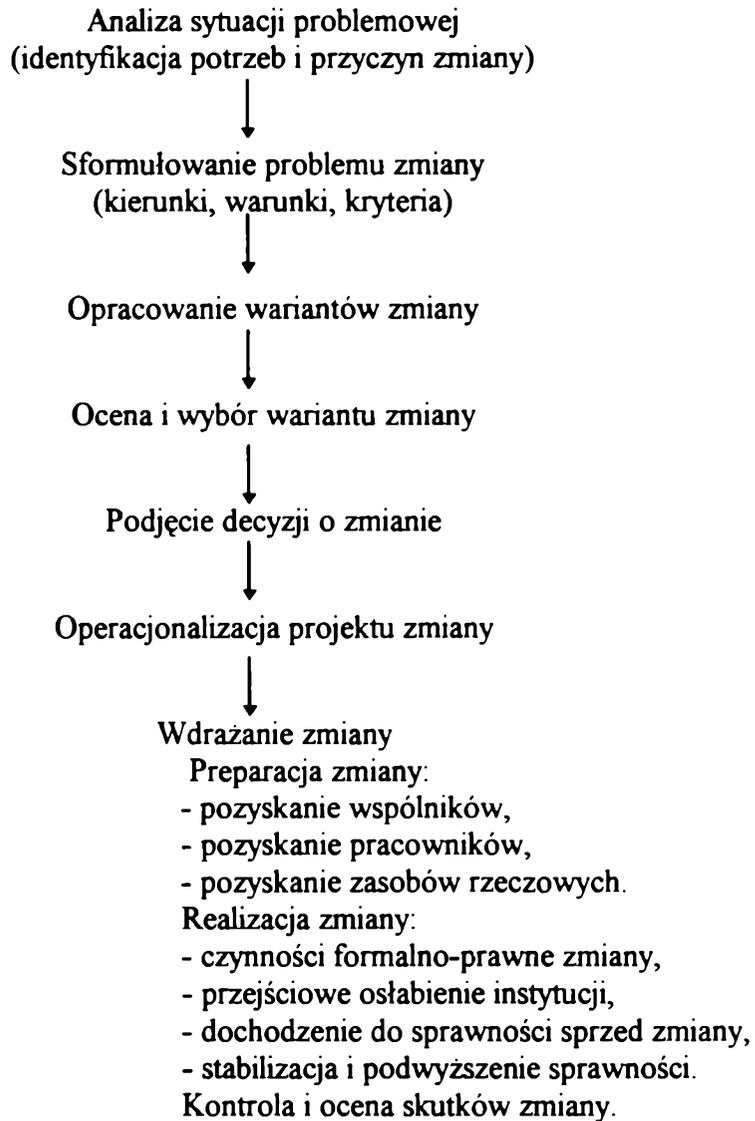 Analiza sytuacji problemowej
(identyfikacja potrzeb i przyczyn zmiany)
Sformułowanie problemu zmiany
(kierunki, warunki, kryteria)
Opracowanie wariantów zmiany
Ocena i wybór wariantu zmiany
Podjęcie decyzji o zmianie
Operacjonalizacja projektu zmiany
Wdrażanie zmiany
Preparacja zmiany:
- pozyskanie wspólników,
- pozyskanie pracowników,
- pozyskanie zasobów rzeczowych.
Realizacja zmiany:
- czynności formalno-prawne zmiany,
- przejściowe osłabienie instytucji,
- dochodzenie do sprawności sprzed zmiany,
- stabilizacja i podwyższenie sprawności.
Kontrola i ocena skutków zmiany.